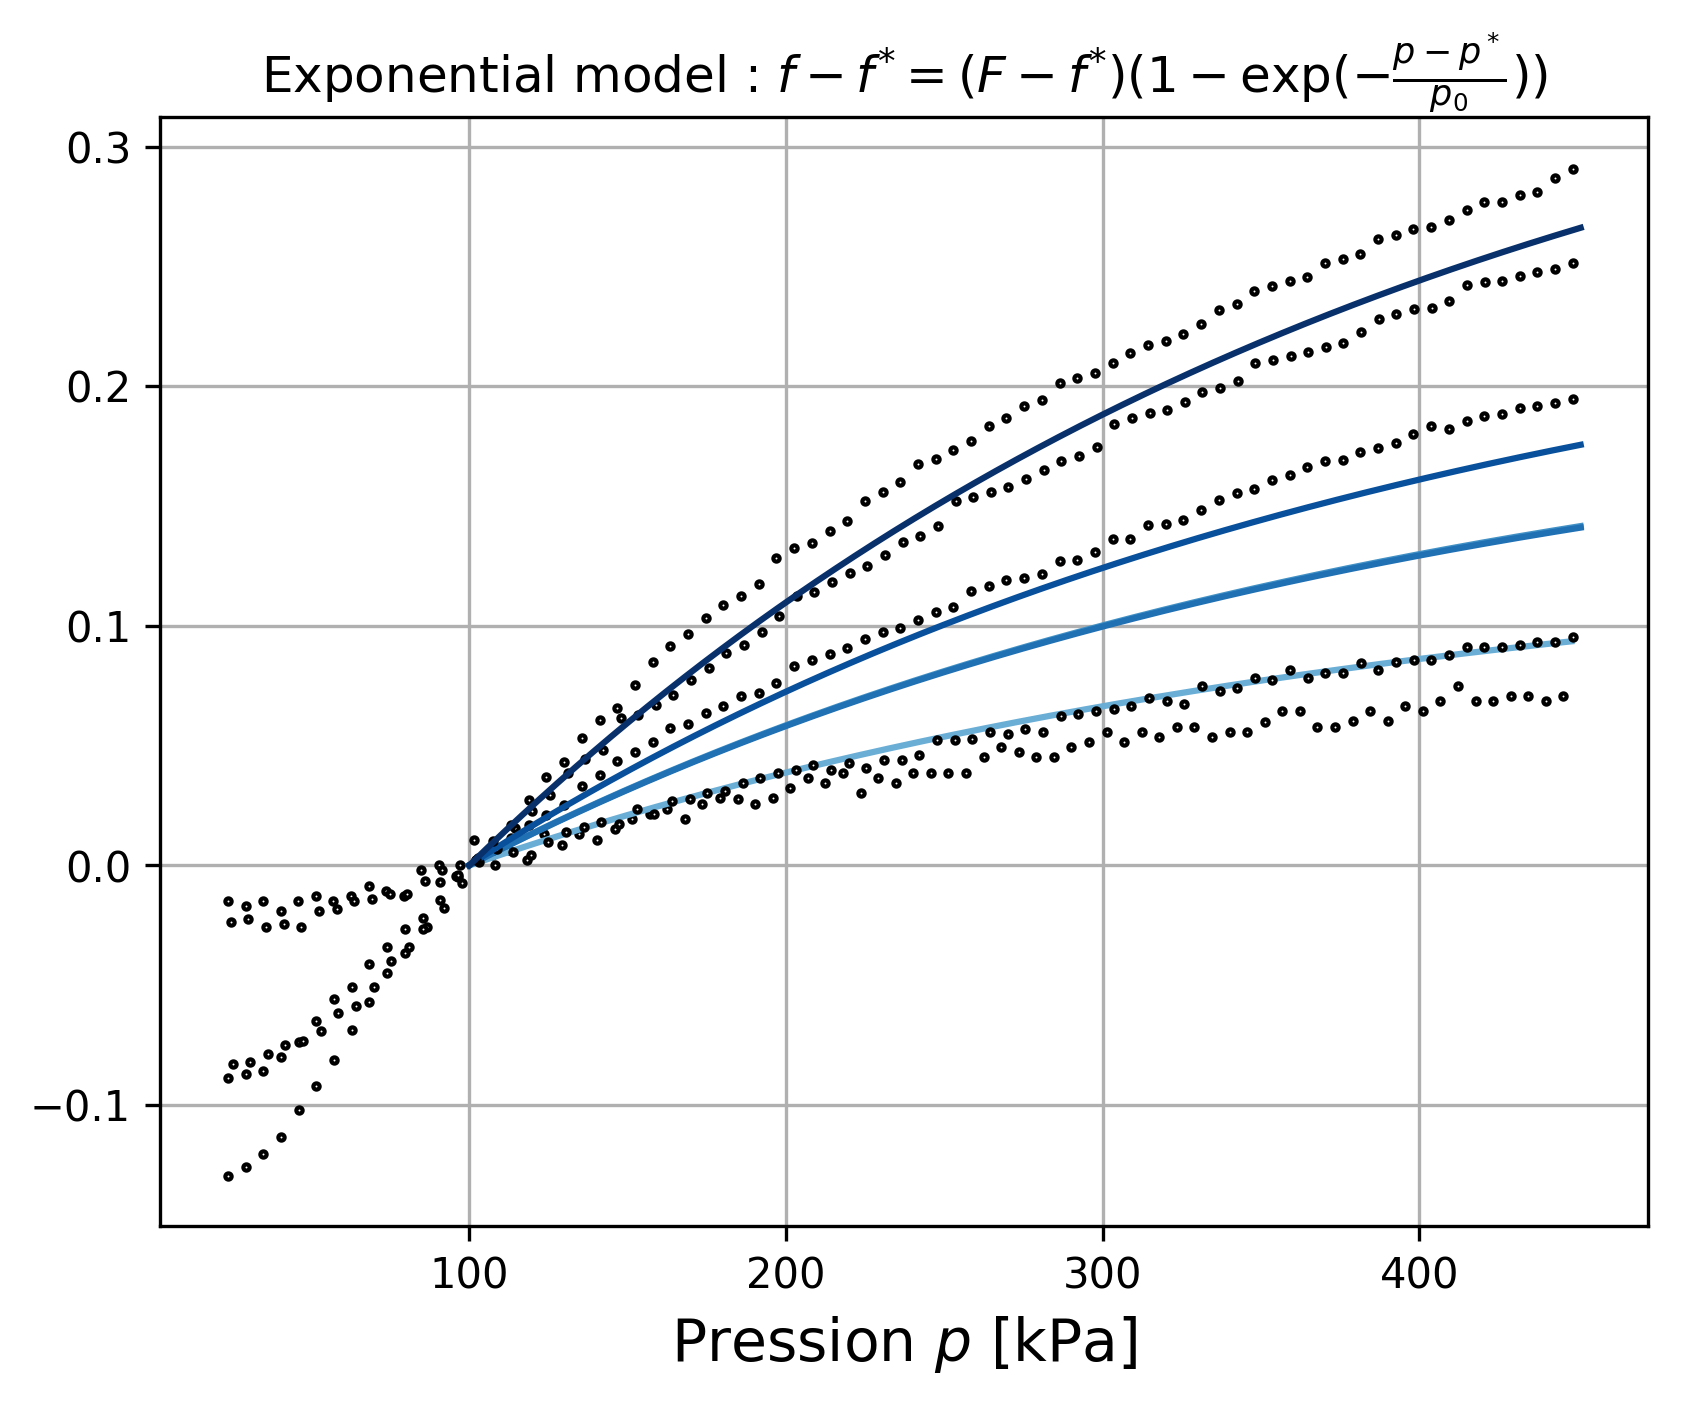 Exponential model : f − f* = (F − f*)(1 − exp(−\frac{p − p*}{p₀}))
0.3
0.2
0.1
0.0
−0.1
100 200 300 400
Pression p [kPa]